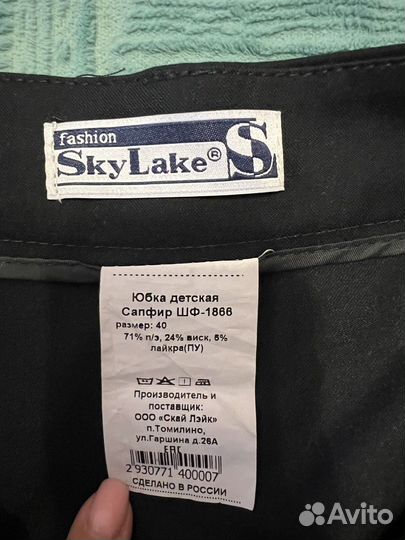 fashion
SKYLAKE®
S
Юбка детская
Сапфир ШФ-1866
размер: 40
71% п/э, 24% виск, 5%
лайкра(ПУ)
Производитель и
поставщик:
ООО «Скай Лэйк»
п.Томилино,
ул.Гаршина д.26А
ЕАС
2 930771 400007
СДЕЛАНО В РОССИИ
Avito